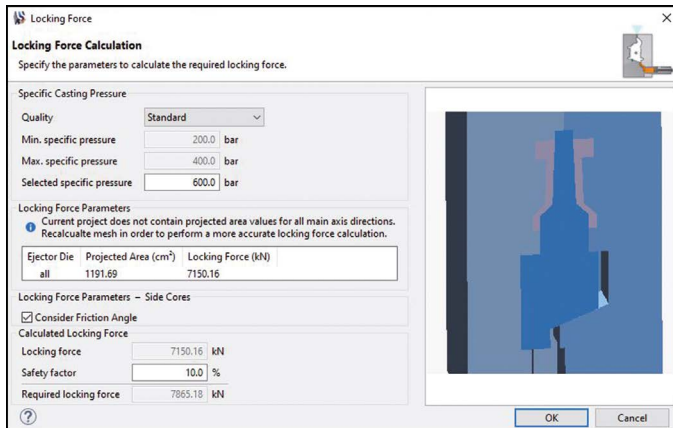 Locking Force
Locking Force Calculation
Specify the parameters to calculate the required locking force.
Specific Casting Pressure
Quality Standard
Min. specific pressure 200.0 bar
Max. specific pressure 400.0 bar
Selected specific pressure 600.0 bar
Locking Force Parameters
Current project does not contain projected area values for all main axis directions.
Recalcualte mesh in order to perform a more accurate locking force calculation.
Ejector Die Projected Area (cm²) Locking Force (kN)
all 1191.69 7150.16
Locking Force Parameters – Side Cores
Consider Friction Angle
Calculated Locking Force
Locking force 7150.16 kN
Safety factor 10.0 %
Required locking force 7865.18 kN
? OK Cancel